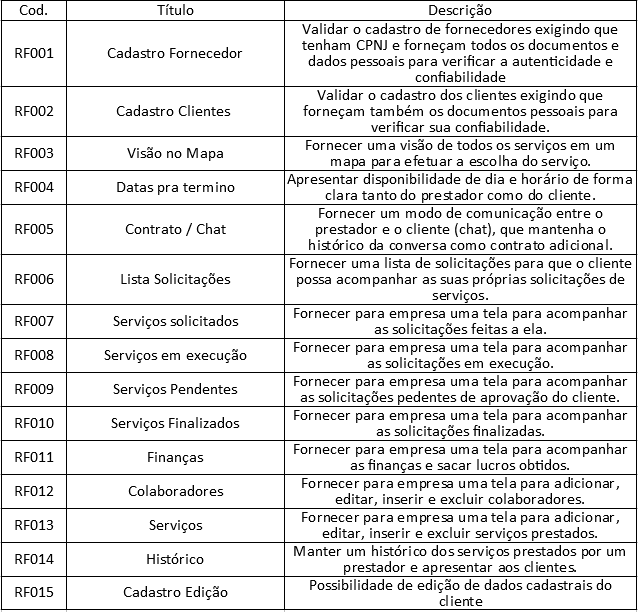 Cod. Título Descrição
RF001 Cadastro Fornecedor Validar o cadastro de fornecedores exigindo que
tenham CPNJ e forneçam todos os documentos e
dados pessoais para verificar a autenticidade e
confiabilidade
RF002 Cadastro Clientes Validar o cadastro dos clientes exigindo que
forneçam também os documentos pessoais para
verificar sua confiabilidade.
RF003 Visão no Mapa Fornecer uma visão de todos os serviços em um
mapa para efetuar a escolha do serviço.
RF004 Datas pra termino Apresentar disponibilidade de dia e horário de forma
clara tanto do prestador como do cliente.
RF005 Contrato / Chat Fornecer um modo de comunicação entre o
prestador e o cliente (chat), que mantenha o
histórico da conversa como contrato adicional.
RF006 Lista Solicitações Fornecer uma lista de solicitações para que o cliente
possa acompanhar as suas próprias solicitações de
serviços.
RF007 Serviços solicitados Fornecer para empresa uma tela para acompanhar
as solicitações feitas a ela.
RF008 Serviços em execução Fornecer para empresa uma tela para acompanhar
as solicitações em execução.
RF009 Serviços Pendentes Fornecer para empresa uma tela para acompanhar
as solicitações pedentes de aprovação do cliente.
RF010 Serviços Finalizados Fornecer para empresa uma tela para acompanhar
as solicitações finalizadas.
RF011 Finanças Fornecer para empresa uma tela para acompanhar
as finanças e sacar lucros obtidos.
RF012 Colaboradores Fornecer para empresa uma tela para adicionar,
editar, inserir e excluir colaboradores.
RF013 Serviços Fornecer para empresa uma tela para adicionar,
editar, inserir e excluir serviços prestados.
RF014 Histórico Manter um histórico dos serviços prestados por um
prestador e apresentar aos clientes.
RF015 Cadastro Edição Possibilidade de edição de dados cadastrais do
cliente